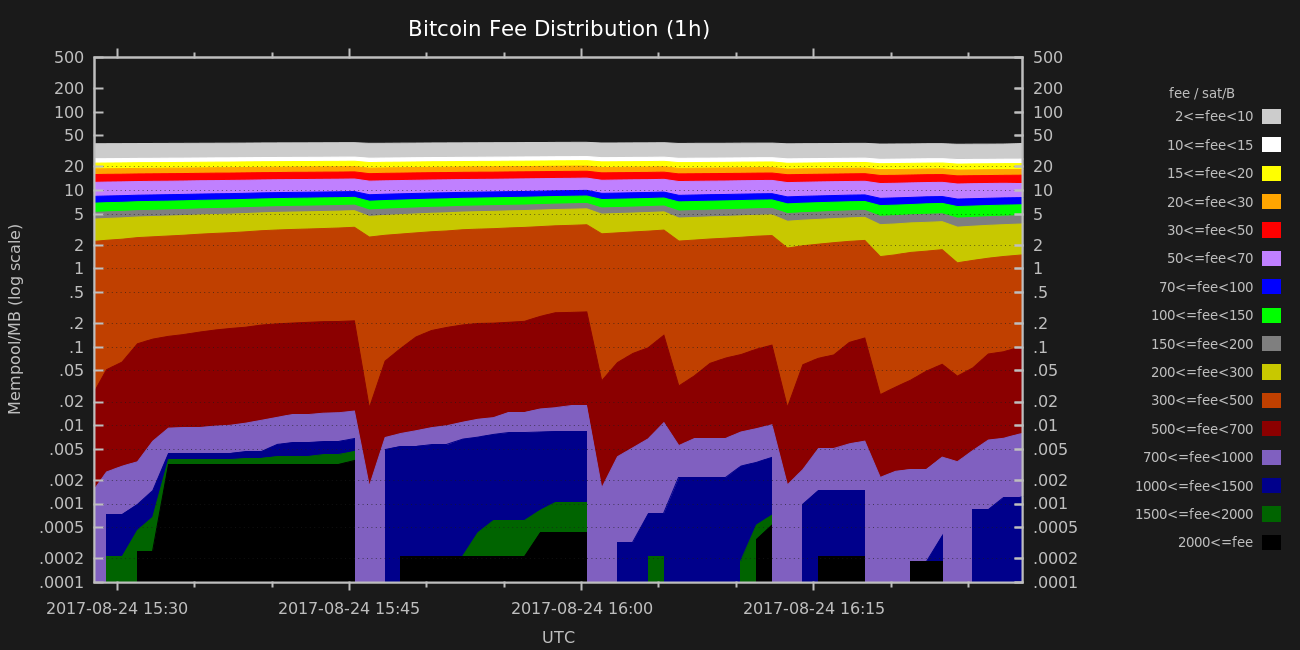 Bitcoin Fee Distribution (1h)
500
200
100
50
20
10
5
2
1
.5
.2
.1
.05
.02
.01
.005
.002
.001
.0005
.0002
.0001
Mempool/MB (log scale)
500
200
100
50
20
10
5
2
1
.5
.2
.1
.05
.02
.01
.005
.002
.001
.0005
.0002
.0001
2017-08-24 15:30
2017-08-24 15:45
2017-08-24 16:00
2017-08-24 16:15
UTC
fee / sat/B
2<=fee<10
10<=fee<15
15<=fee<20
20<=fee<30
30<=fee<50
50<=fee<70
70<=fee<100
100<=fee<150
150<=fee<200
200<=fee<300
300<=fee<500
500<=fee<700
700<=fee<1000
1000<=fee<1500
1500<=fee<2000
2000<=fee